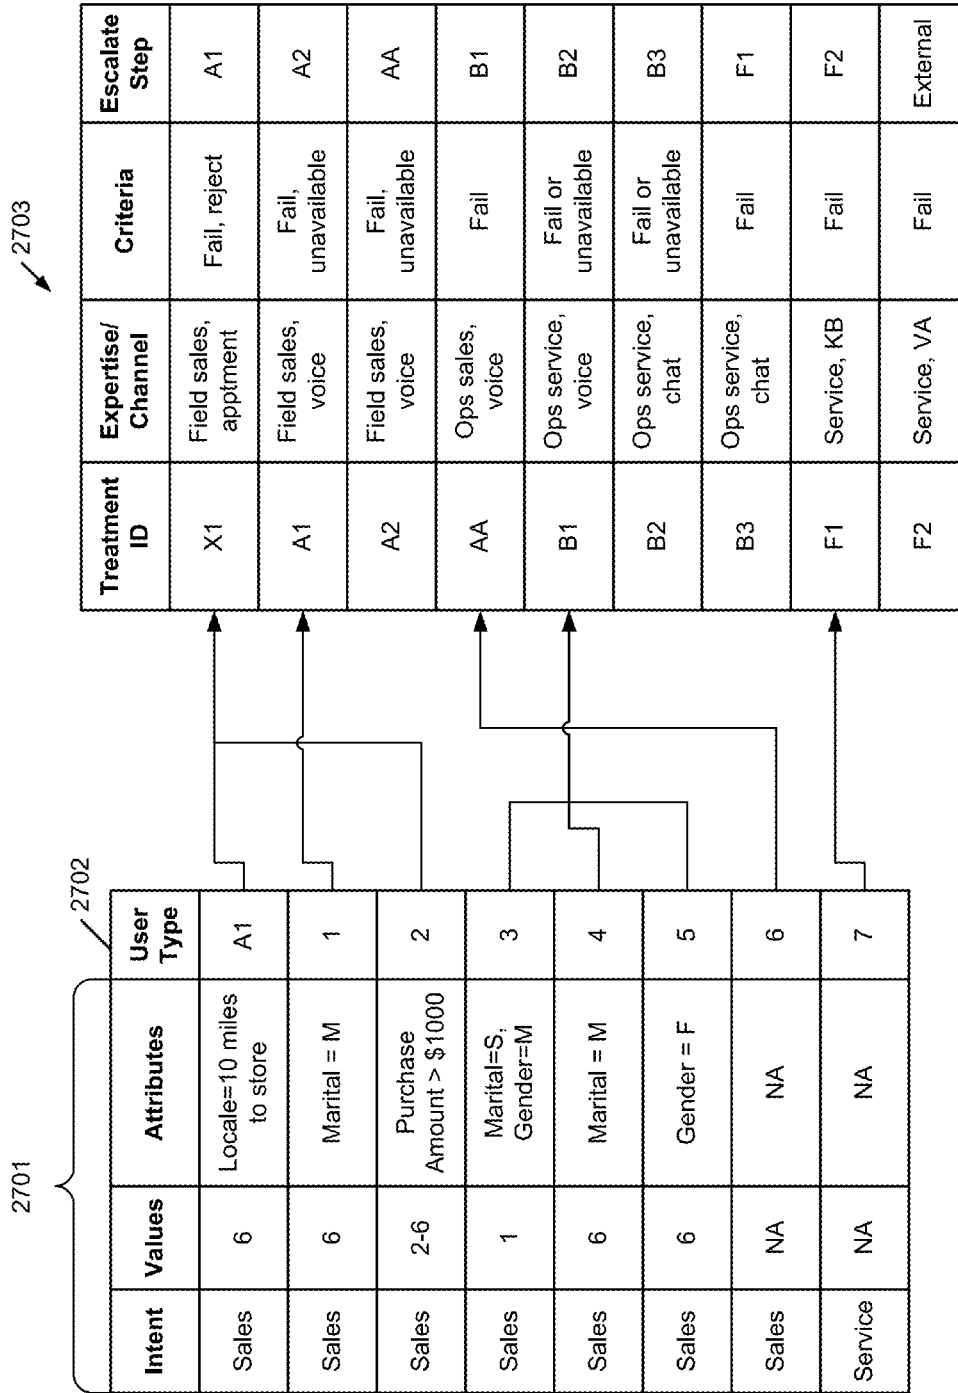 2701
2702
Intent Values Attributes User Type
Sales 6 Locale=10 miles to store A1
Sales 6 Marital = M 1
Sales 2-6 Purchase Amount > $1000 2
Sales 1 Marital=S, Gender=M 3
Sales 6 Marital = M 4
Sales 6 Gender = F 5
Sales NA NA 6
Service NA NA 7
2703
Treatment ID Expertise/ Channel Criteria Escalate Step
X1 Field sales, apptment Fail, reject A1
A1 Field sales, voice Fail, unavailable A2
A2 Field sales, voice Fail, unavailable AA
AA Ops sales, voice Fail B1
B1 Ops service, voice Fail or unavailable B2
B2 Ops service, chat Fail or unavailable B3
B3 Ops service, chat Fail F1
F1 Service, KB Fail F2
F2 Service, VA Fail External